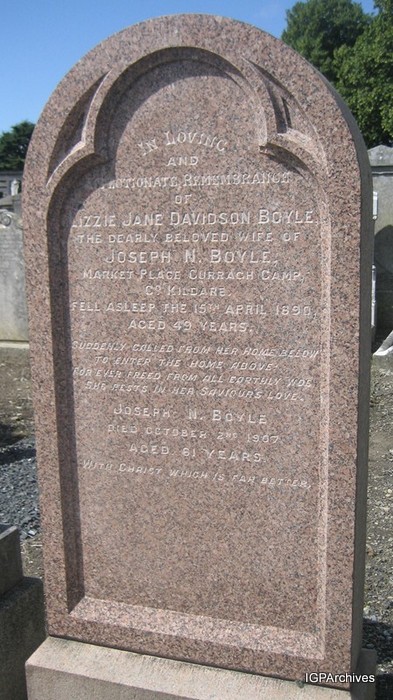 In Loving
and
Affectionate Remembrance
of
Lizzie Jane Davidson Boyle,
the dearly beloved wife of
Joseph N. Boyle,
Market Place Curragh Camp,
Co Kildare.
Fell asleep the 15th April 1890,
aged 49 years.
Suddenly called from her home below
to enter the home above
For ever freed from all earthly woe
she rests in her Saviours love.
Joseph N. Boyle
Died October 2nd 1907
aged 61 years
With Christ which is far better.
IGPArchives